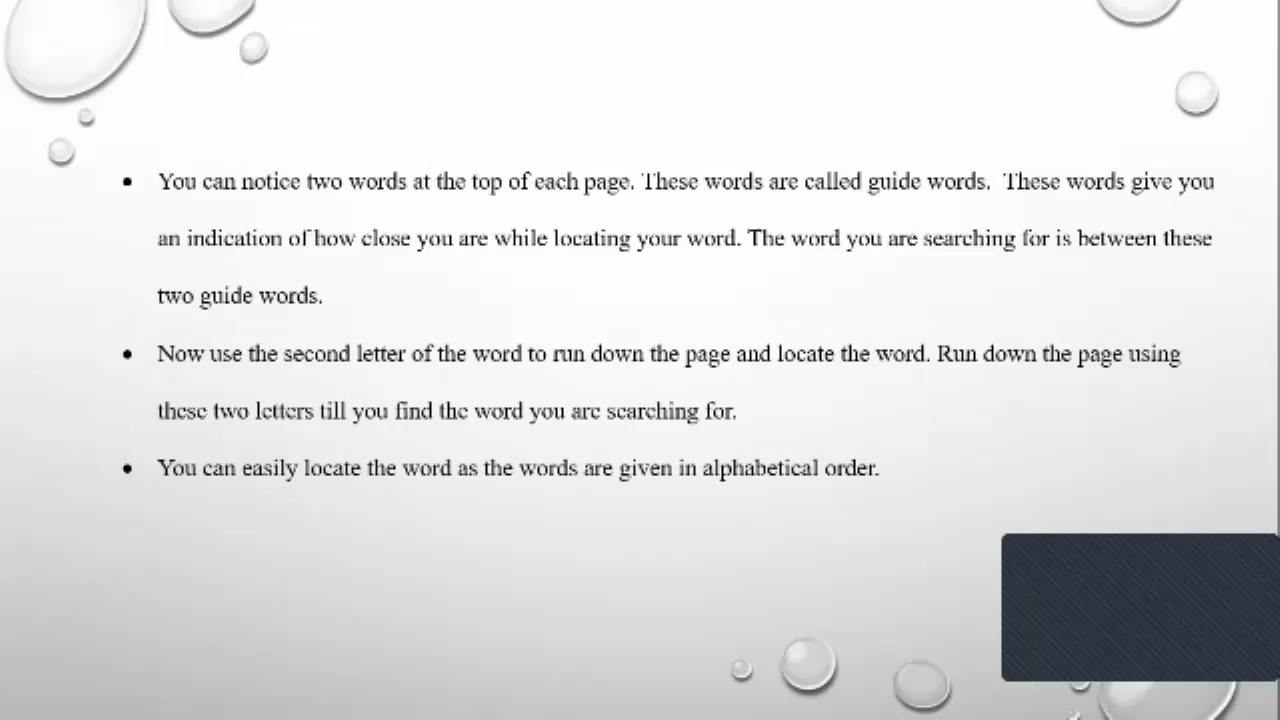 • You can notice two words at the top of each page. These words are called guide words.  These words give you
an indication of how close you are while locating your word. The word you are searching for is between these
two guide words.
• Now use the second letter of the word to run down the page and locate the word. Run down the page using
these two letters till you find the word you are searching for.
• You can easily locate the word as the words are given in alphabetical order.